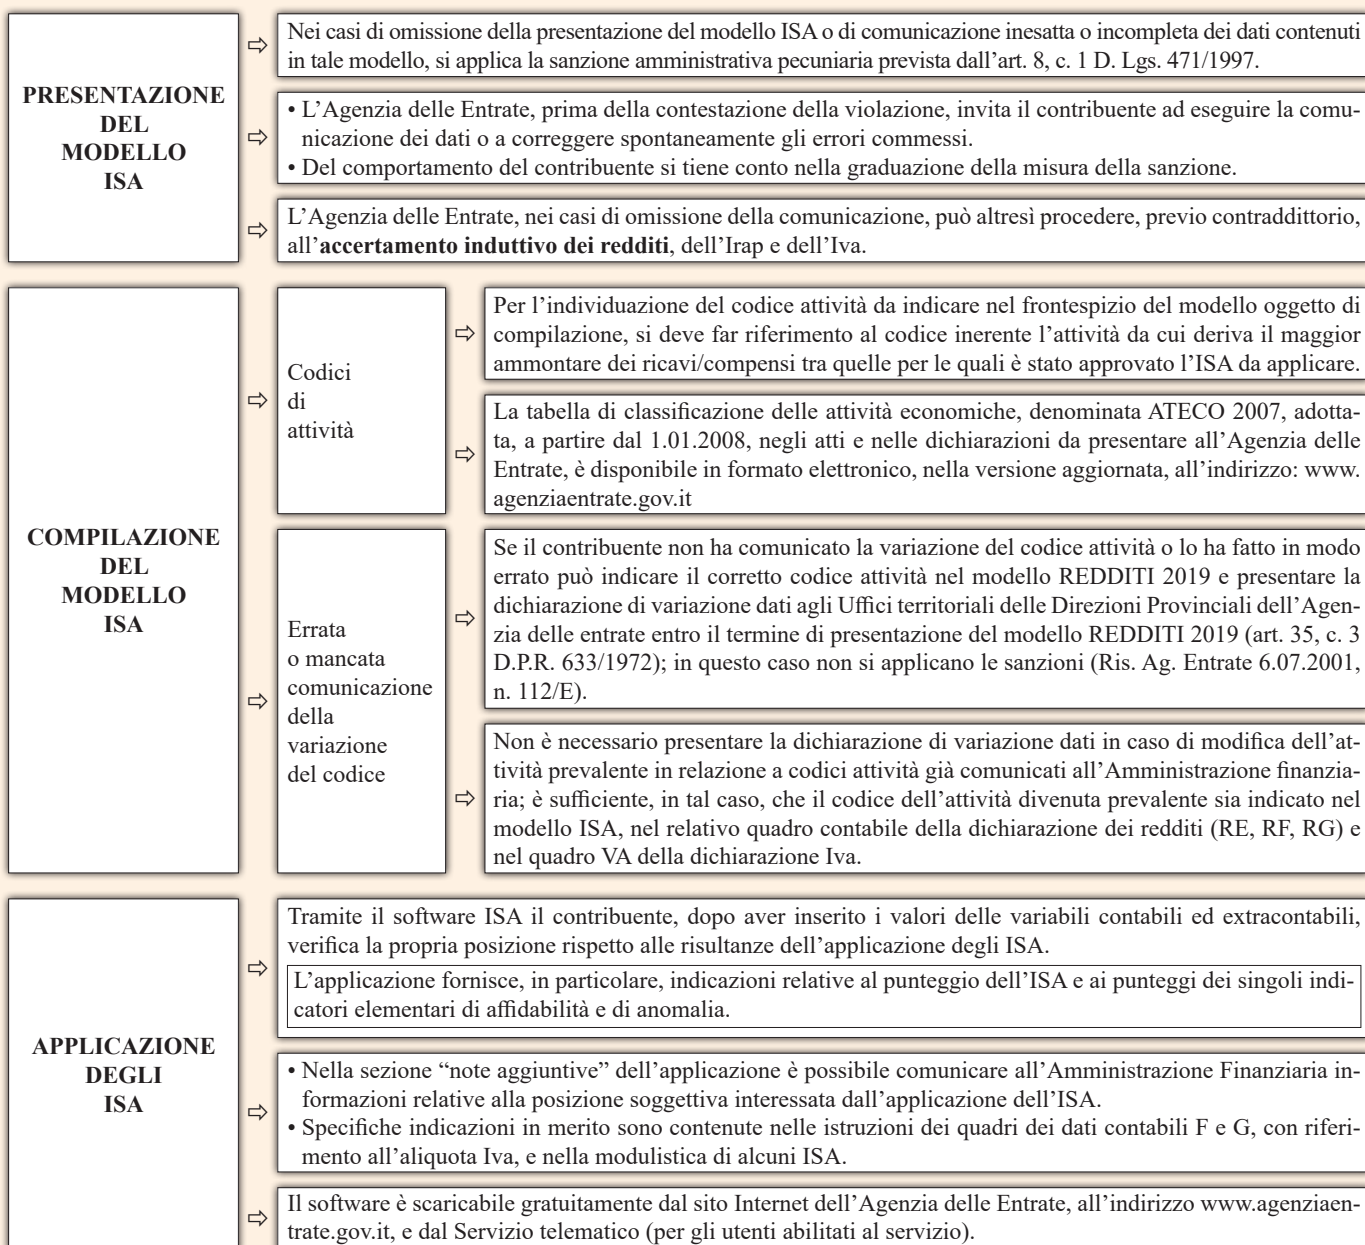 PRESENTAZIONE
DEL
MODELLO
ISA
⇨
Nei casi di omissione della presentazione del modello ISA o di comunicazione inesatta o incompleta dei dati contenuti
in tale modello, si applica la sanzione amministrativa pecuniaria prevista dall’art. 8, c. 1 D. Lgs. 471/1997.
⇨
• L’Agenzia delle Entrate, prima della contestazione della violazione, invita il contribuente ad eseguire la comu-
nicazione dei dati o a correggere spontaneamente gli errori commessi.
• Del comportamento del contribuente si tiene conto nella graduazione della misura della sanzione.
⇨
L’Agenzia delle Entrate, nei casi di omissione della comunicazione, può altresì procedere, previo contraddittorio,
all’accertamento induttivo dei redditi, dell’Irap e dell’Iva.
COMPILAZIONE
DEL
MODELLO
ISA
⇨
Codici
di
attività
⇨
Per l’individuazione del codice attività da indicare nel frontespizio del modello oggetto di
compilazione, si deve far riferimento al codice inerente l’attività da cui deriva il maggior
ammontare dei ricavi/compensi tra quelle per le quali è stato approvato l’ISA da applicare.
⇨
La tabella di classificazione delle attività economiche, denominata ATECO 2007, adotta-
ta, a partire dal 1.01.2008, negli atti e nelle dichiarazioni da presentare all’Agenzia delle
Entrate, è disponibile in formato elettronico, nella versione aggiornata, all’indirizzo: www.
agenziaentrate.gov.it
⇨
Errata
o mancata
comunicazione
della
variazione
del codice
⇨
Se il contribuente non ha comunicato la variazione del codice attività o lo ha fatto in modo
errato può indicare il corretto codice attività nel modello REDDITI 2019 e presentare la
dichiarazione di variazione dati agli Uffici territoriali delle Direzioni Provinciali dell’Agen-
zia delle entrate entro il termine di presentazione del modello REDDITI 2019 (art. 35, c. 3
D.P.R. 633/1972); in questo caso non si applicano le sanzioni (Ris. Ag. Entrate 6.07.2001,
n. 112/E).
⇨
Non è necessario presentare la dichiarazione di variazione dati in caso di modifica dell’at-
tività prevalente in relazione a codici attività già comunicati all’Amministrazione finanzia-
ria; è sufficiente, in tal caso, che il codice dell’attività divenuta prevalente sia indicato nel
modello ISA, nel relativo quadro contabile della dichiarazione dei redditi (RE, RF, RG) e
nel quadro VA della dichiarazione Iva.
APPLICAZIONE
DEGLI
ISA
⇨
Tramite il software ISA il contribuente, dopo aver inserito i valori delle variabili contabili ed extracontabili,
verifica la propria posizione rispetto alle risultanze dell’applicazione degli ISA.
L’applicazione fornisce, in particolare, indicazioni relative al punteggio dell’ISA e ai punteggi dei singoli indi-
catori elementari di affidabilità e di anomalia.
⇨
• Nella sezione “note aggiuntive” dell’applicazione è possibile comunicare all’Amministrazione Finanziaria in-
formazioni relative alla posizione soggettiva interessata dall’applicazione dell’ISA.
• Specifiche indicazioni in merito sono contenute nelle istruzioni dei quadri dei dati contabili F e G, con riferi-
mento all’aliquota Iva, e nella modulistica di alcuni ISA.
⇨
Il software è scaricabile gratuitamente dal sito Internet dell’Agenzia delle Entrate, all’indirizzo www.agenziaen-
trate.gov.it, e dal Servizio telematico (per gli utenti abilitati al servizio).